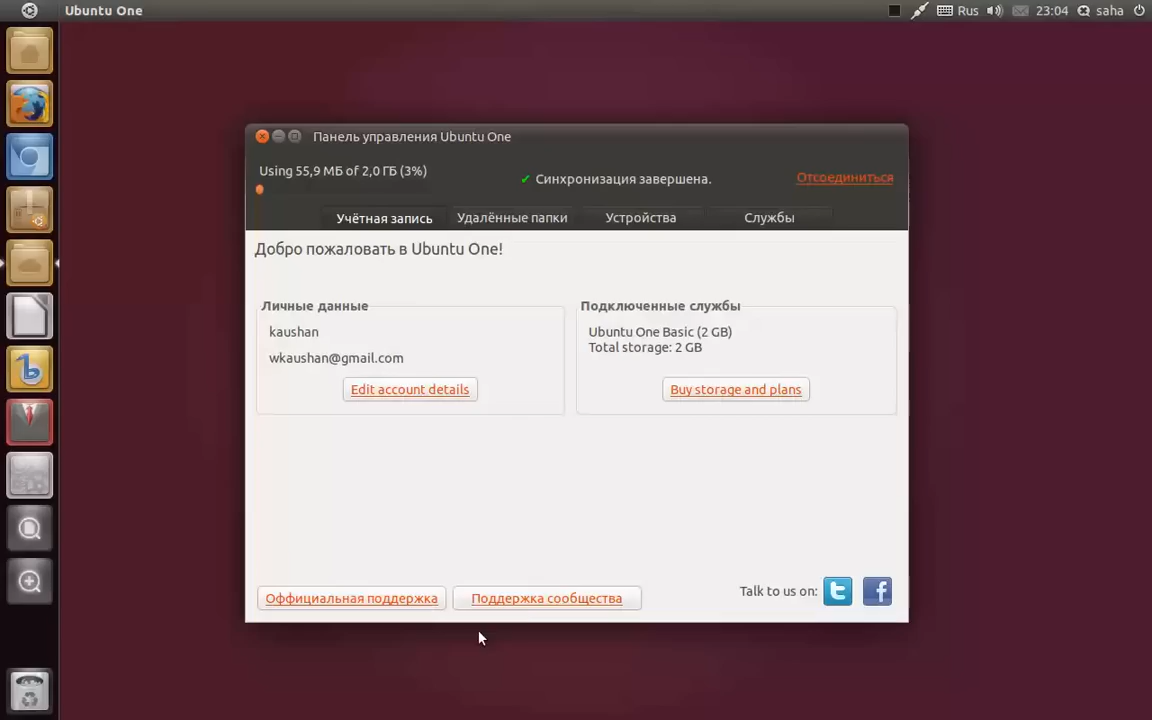 Ubuntu One
Rus
23:04
saha
Панель управления Ubuntu One
Using 55,9 МБ of 2,0 ГБ (3%)
✔ Синхронизация завершена.
Отсоединиться
Учётная запись
Удалённые папки
Устройства
Службы
Добро пожаловать в Ubuntu One!
Личные данные
kaushan
wkaushan@gmail.com
Edit account details
Подключенные службы
Ubuntu One Basic (2 GB)
Total storage: 2 GB
Buy storage and plans
Оффициальная поддержка
Поддержка сообщества
Talk to us on: